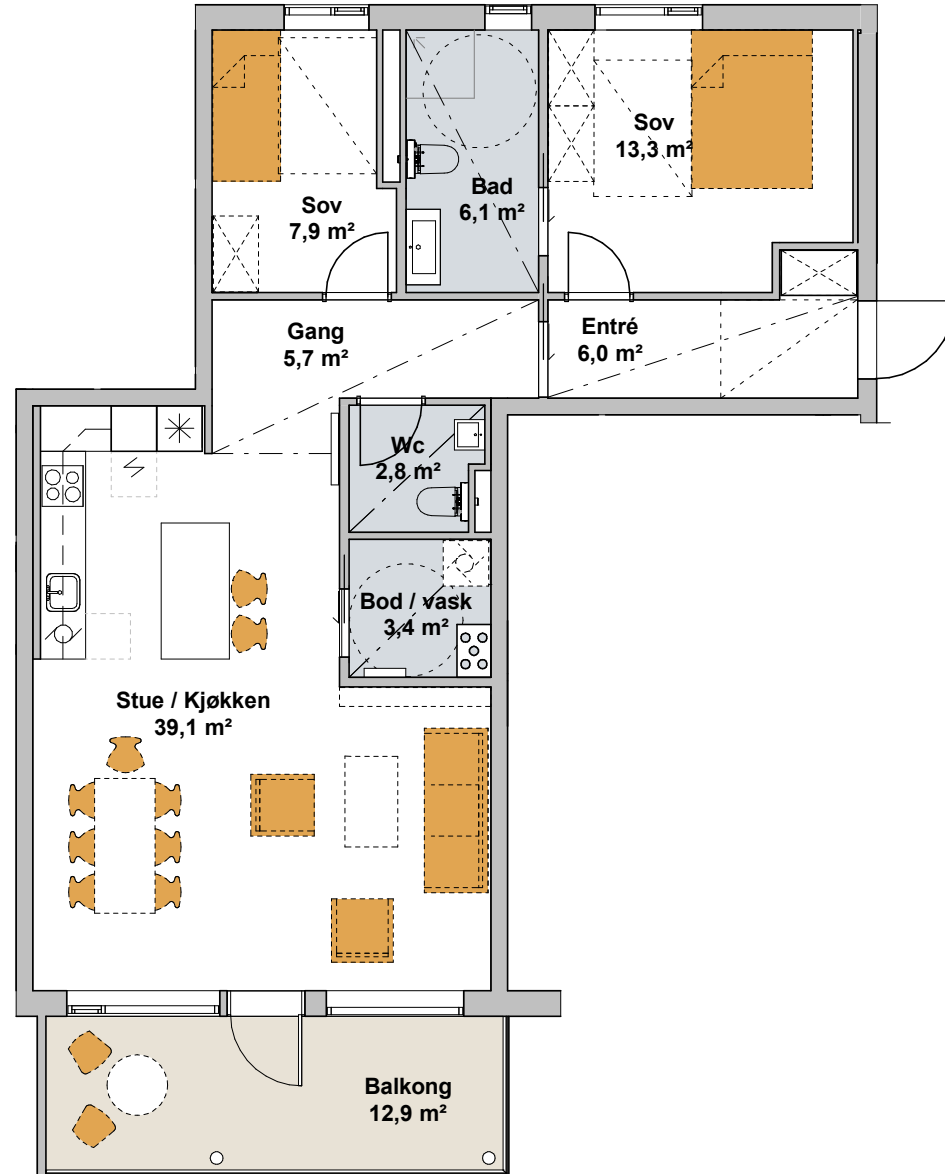 Sov
13,3 m²
Bad
6,1 m²
Sov
7,9 m²
Gang
5,7 m²
Entré
6,0 m²
Wc
2,8 m²
Bod / vask
3,4 m²
Stue / Kjøkken
39,1 m²
Balkong
12,9 m²